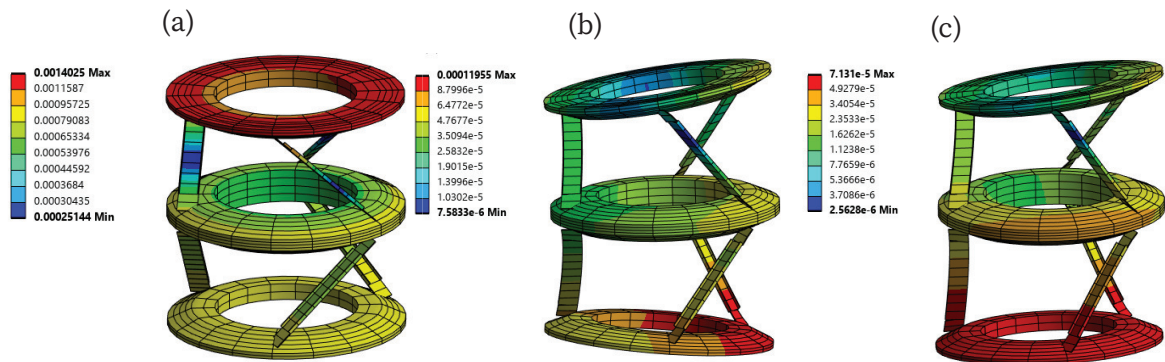 (a)
(b)
(c)
0.0014025 Max
0.0011587
0.00095725
0.00079083
0.00065334
0.00053976
0.00044592
0.0003684
0.00030435
0.00025144 Min
0.00011955 Max
8.7996e-5
6.4772e-5
4.7677e-5
3.5094e-5
2.5832e-5
1.9015e-5
1.3996e-5
1.0302e-5
7.5833e-6 Min
7.131e-5 Max
4.9279e-5
3.4054e-5
2.3533e-5
1.6262e-5
1.1238e-5
7.7659e-6
5.3666e-6
3.7086e-6
2.5628e-6 Min